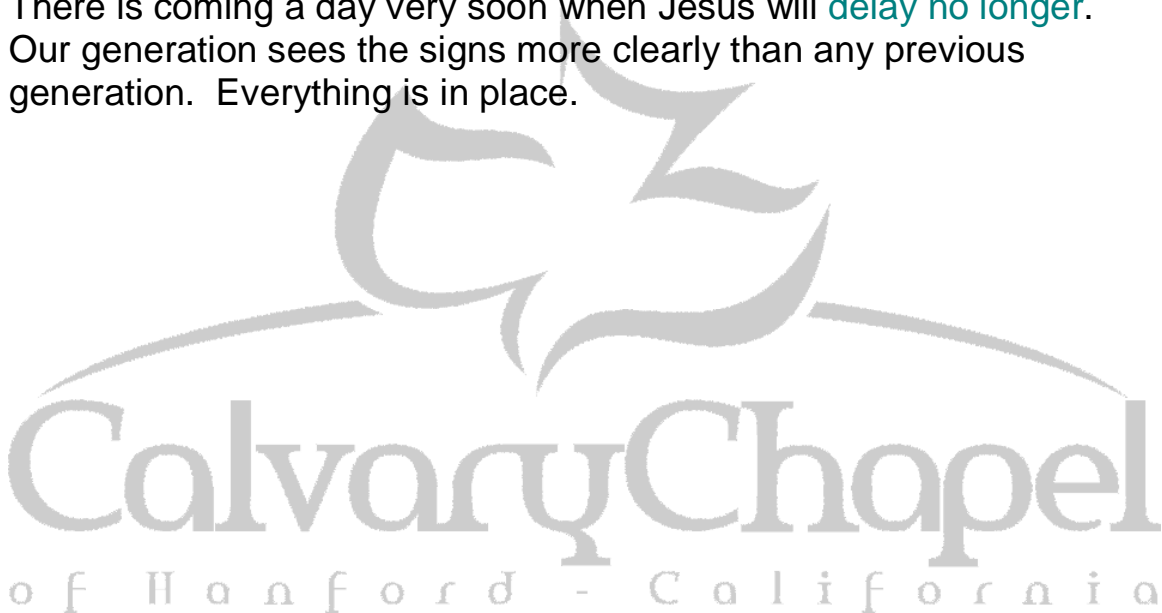 There is coming a day very soon when Jesus will delay no longer.
Our generation sees the signs more clearly than any previous
generation.  Everything is in place.
CalvaryChapel
of Hanford - California